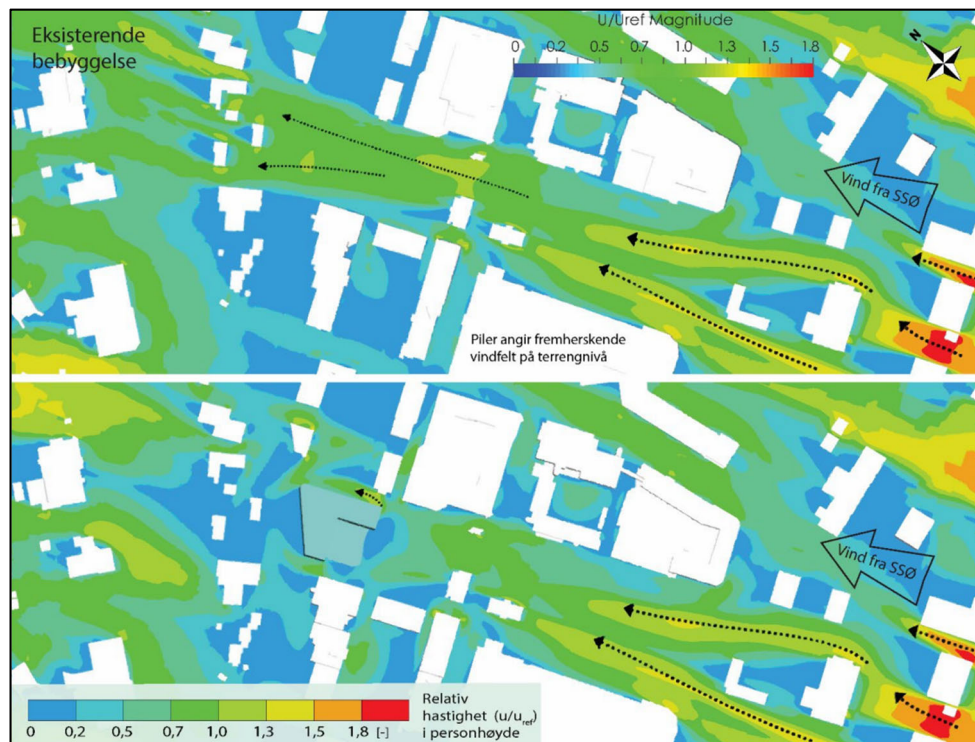 Eksisterende
bebyggelse
U/Uref Magnitude
0 0.2 0.5 0.7 1.0 1.3 1.5 1.8
N
Vind fra SSØ
Piler angir fremherskende
vindfelt på terrengnivå
Vind fra SSØ
Relativ
hastighet (u/uref)
i personhøyde
0 0,2 0,5 0,7 1,0 1,3 1,5 1,8 [-]